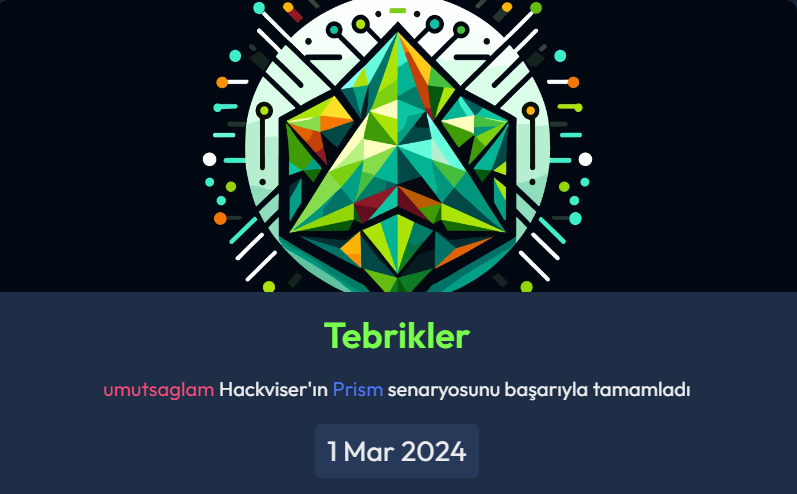 Tebrikler
umutsaglam Hackviser'ın Prism senaryosunu başarıyla tamamladı
1 Mar 2024